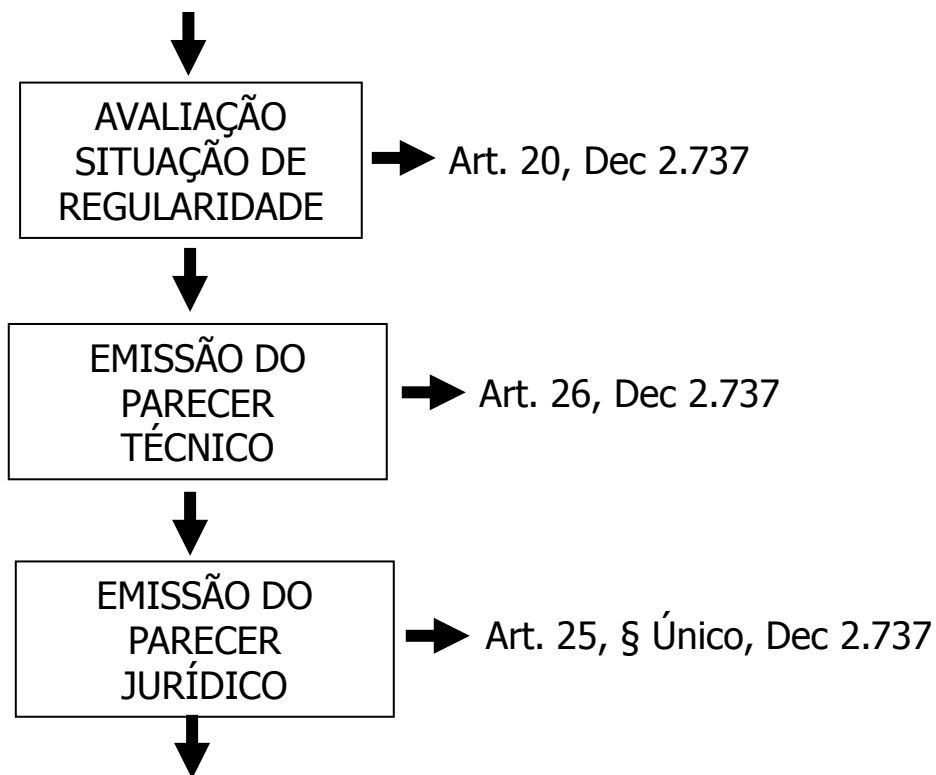 AVALIAÇÃO
SITUAÇÃO DE
REGULARIDADE
Art. 20, Dec 2.737
EMISSÃO DO
PARECER
TÉCNICO
Art. 26, Dec 2.737
EMISSÃO DO
PARECER
JURÍDICO
Art. 25, § Único, Dec 2.737